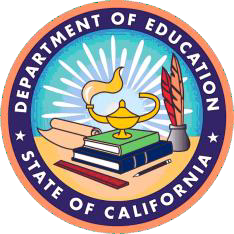 DEPARTMENT OF EDUCATION
STATE OF CALIFORNIA